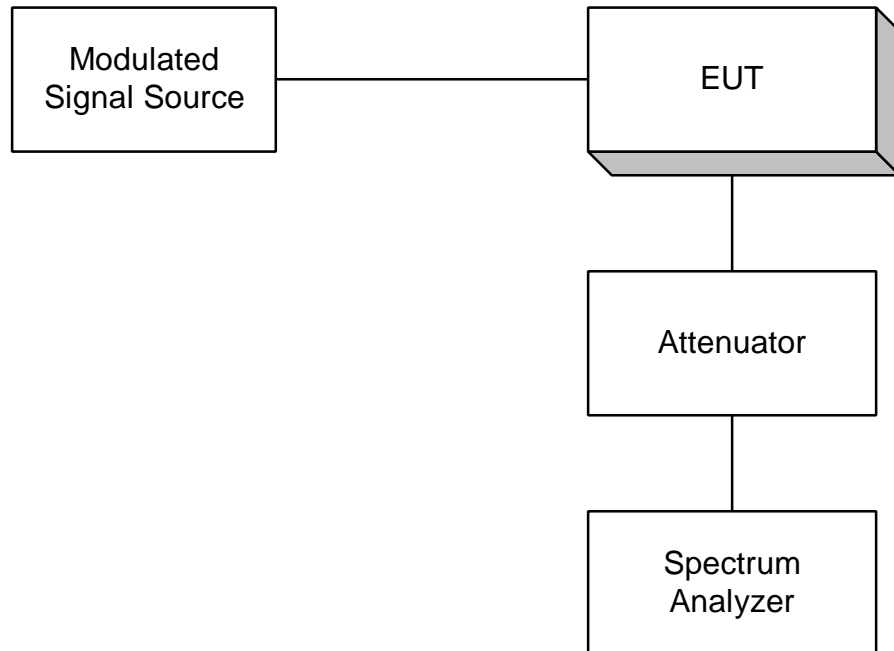 Modulated
Signal Source
EUT
Attenuator
Spectrum
Analyzer